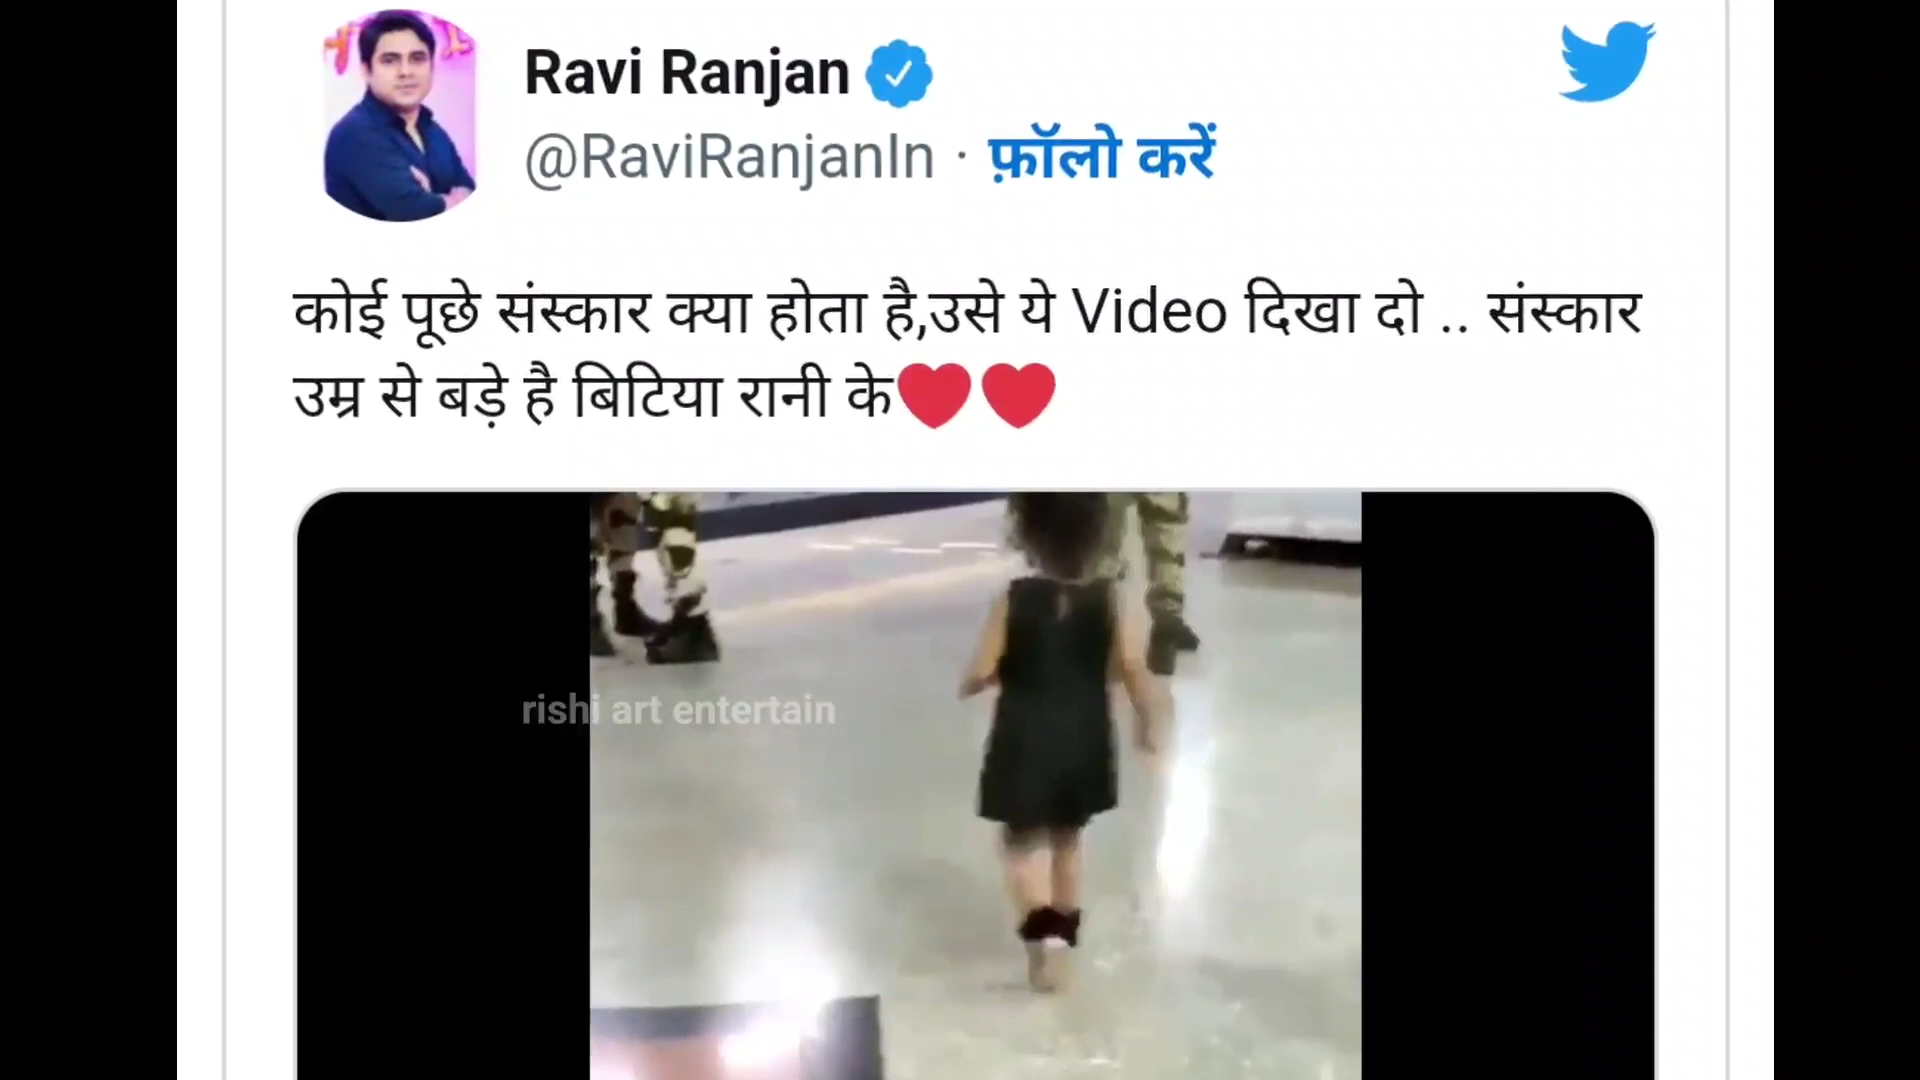 Ravi Ranjan
@RaviRanjanIn · फ़ॉलो करें
कोई पूछे संस्कार क्या होता है,उसे ये Video दिखा दो .. संस्कार
उम्र से बड़े है बिटिया रानी के❤️❤️
rishi art entertain